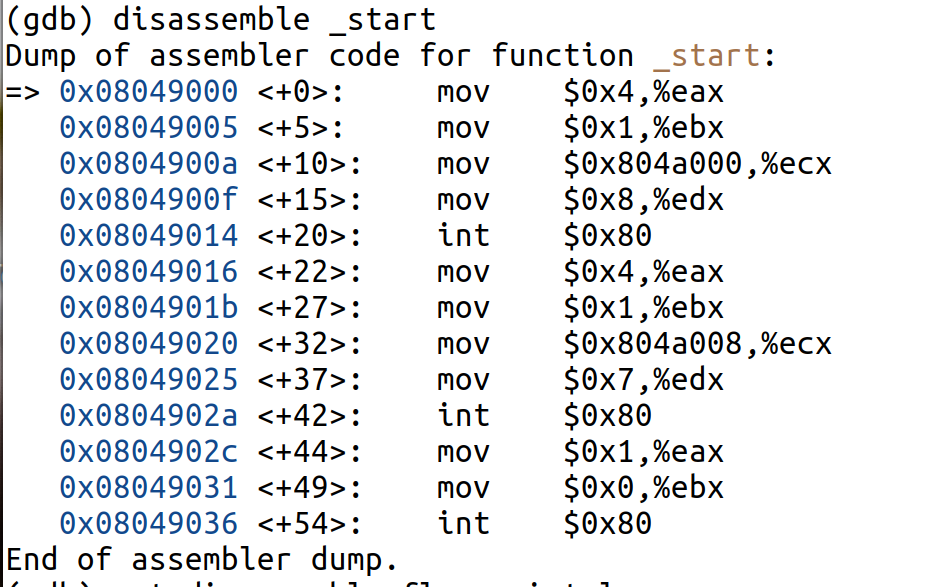 (gdb) disassemble _start
Dump of assembler code for function _start:
=> 0x08049000 <+0>:     mov    $0x4,%eax
   0x08049005 <+5>:     mov    $0x1,%ebx
   0x0804900a <+10>:    mov    $0x804a000,%ecx
   0x0804900f <+15>:    mov    $0x8,%edx
   0x08049014 <+20>:    int    $0x80
   0x08049016 <+22>:    mov    $0x4,%eax
   0x0804901b <+27>:    mov    $0x1,%ebx
   0x08049020 <+32>:    mov    $0x804a008,%ecx
   0x08049025 <+37>:    mov    $0x7,%edx
   0x0804902a <+42>:    int    $0x80
   0x0804902c <+44>:    mov    $0x1,%eax
   0x08049031 <+49>:    mov    $0x0,%ebx
   0x08049036 <+54>:    int    $0x80
End of assembler dump.